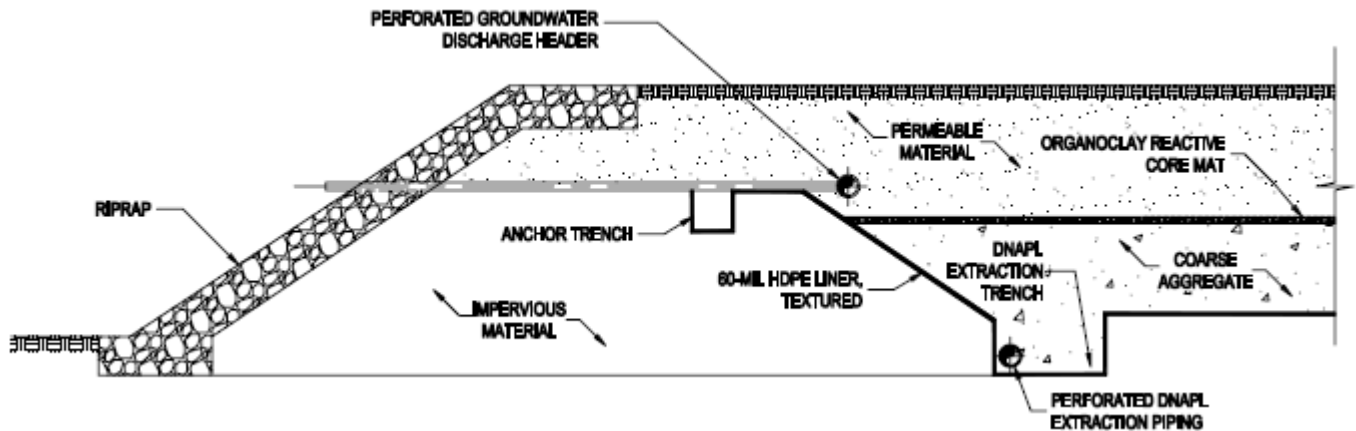 PERFORATED GROUNDWATER
DISCHARGE HEADER
PERMEABLE
MATERIAL
ORGANOCLAY REACTIVE
CORE MAT
RIPRAP
ANCHOR TRENCH
DNAPL
EXTRACTION
TRENCH
COARSE
AGGREGATE
60-MIL HDPE LINER,
TEXTURED
IMPERVIOUS
MATERIAL
PERFORATED DNAPL
EXTRACTION PIPING